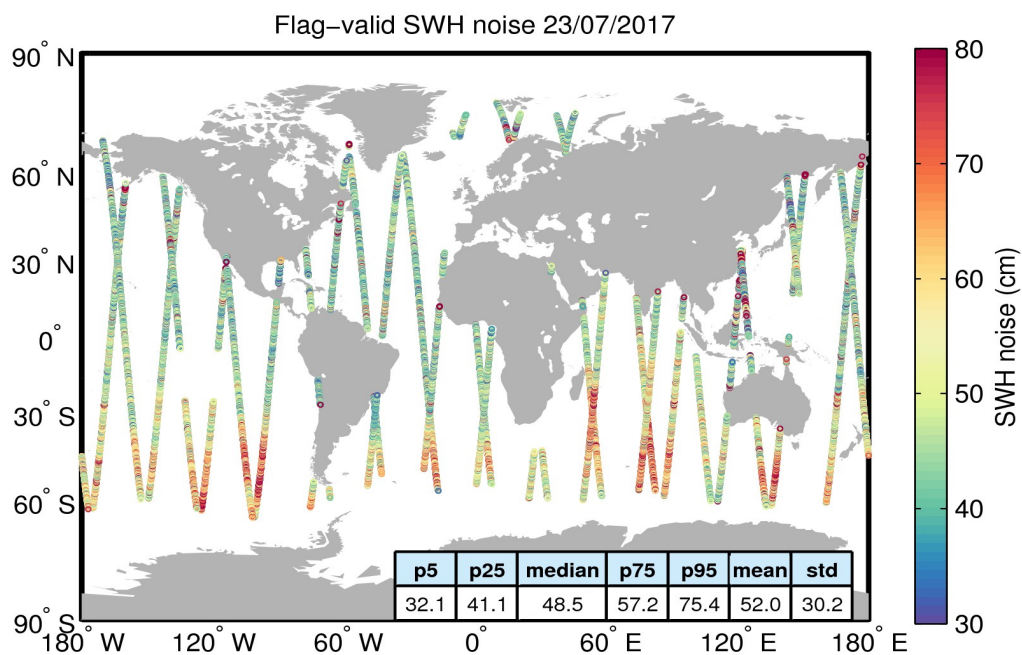 Flag−valid SWH noise 23/07/2017
90° N
60° N
30° N
0°
30° S
60° S
90° S
180° W
120° W
60° W
0°
60° E
120° E
180° E
p5 p25 median p75 p95 mean std
32.1 41.1 48.5 57.2 75.4 52.0 30.2
80
70
60
50
40
30
SWH noise (cm)